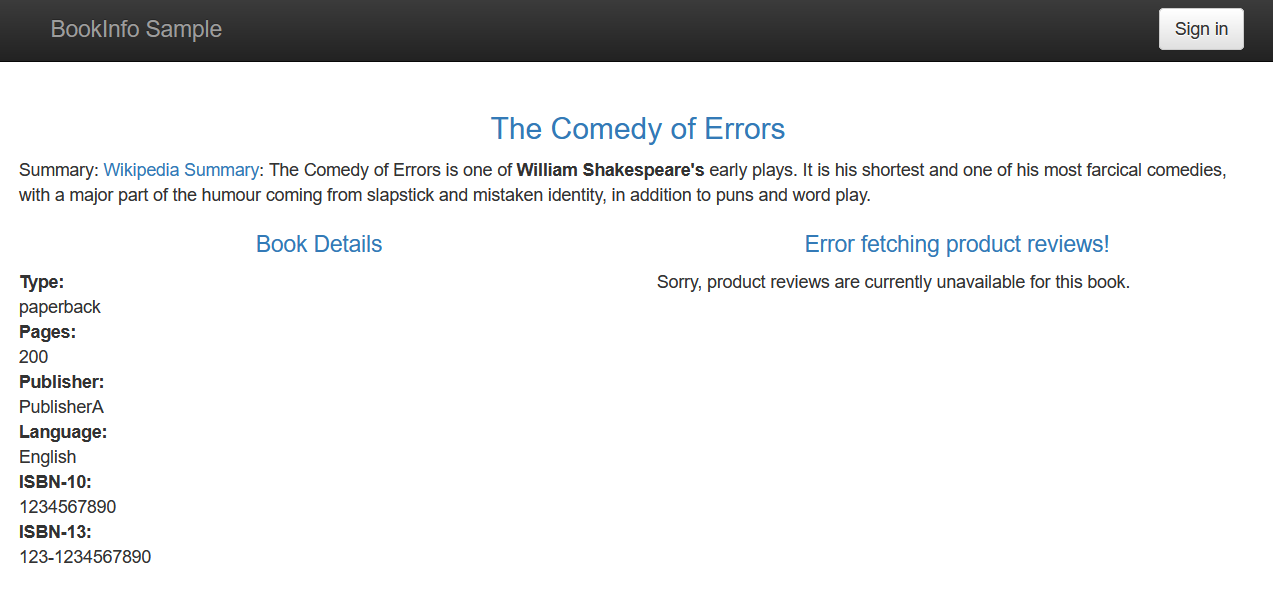 BookInfo Sample
Sign in
The Comedy of Errors
Summary: Wikipedia Summary: The Comedy of Errors is one of William Shakespeare's early plays. It is his shortest and one of his most farcical comedies,
with a major part of the humour coming from slapstick and mistaken identity, in addition to puns and word play.
Book Details
Type:
paperback
Pages:
200
Publisher:
PublisherA
Language:
English
ISBN-10:
1234567890
ISBN-13:
123-1234567890
Error fetching product reviews!
Sorry, product reviews are currently unavailable for this book.